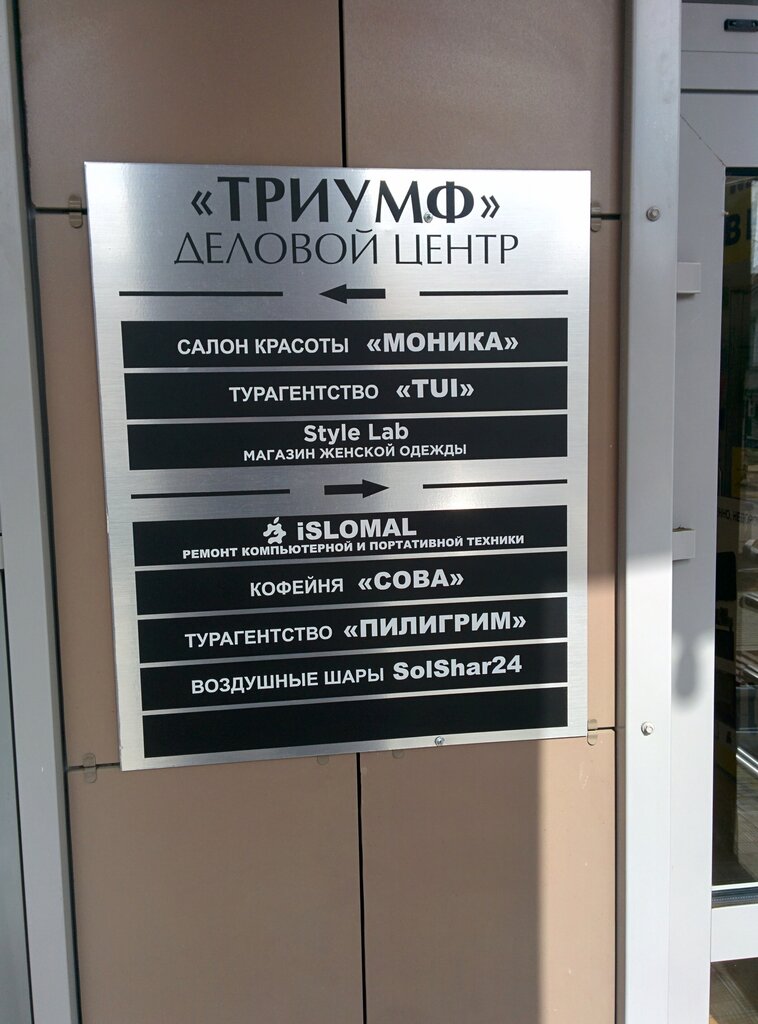 «ТРИУМФ»
ДЕЛОВОЙ ЦЕНТР
САЛОН КРАСОТЫ «МОНИКА»
ТУРАГЕНТСТВО «TUI»
Style Lab
МАГАЗИН ЖЕНСКОЙ ОДЕЖДЫ
iSLOMAL
РЕМОНТ КОМПЬЮТЕРНОЙ И ПОРТАТИВНОЙ ТЕХНИКИ
КОФЕЙНЯ «СОВА»
ТУРАГЕНТСТВО «ПИЛИГРИМ»
ВОЗДУШНЫЕ ШАРЫ SolShar24